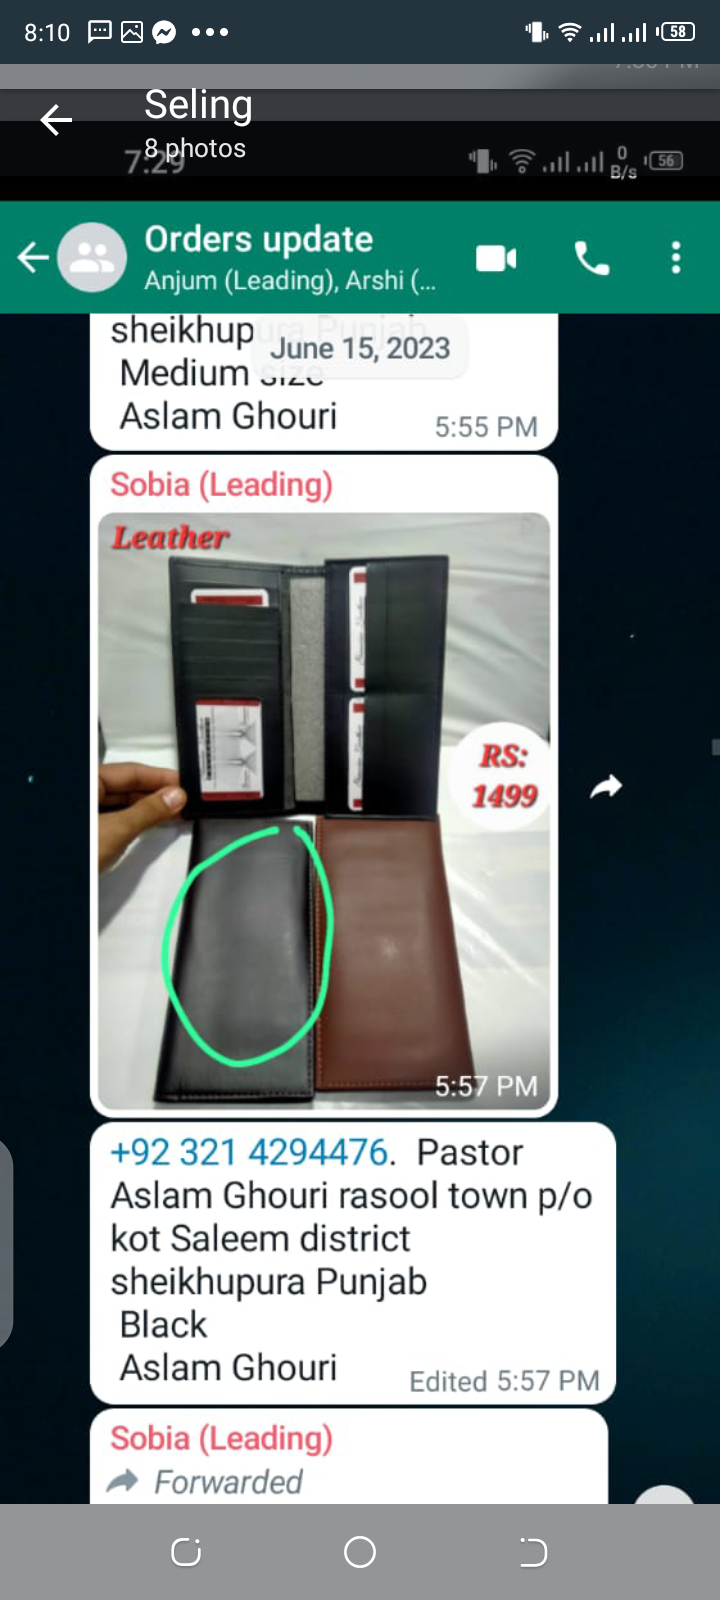 8:10
58
Seling
8 photos
7:29
0
B/s
56
Orders update
Anjum (Leading), Arshi (...
sheikhupura Punjab
June 15, 2023
Medium size
Aslam Ghouri
5:55 PM
Sobia (Leading)
Leather
RS:
1499
5:57 PM
+92 321 4294476. Pastor
Aslam Ghouri rasool town p/o
kot Saleem district
sheikhupura Punjab
Black
Aslam Ghouri
Edited 5:57 PM
Sobia (Leading)
Forwarded